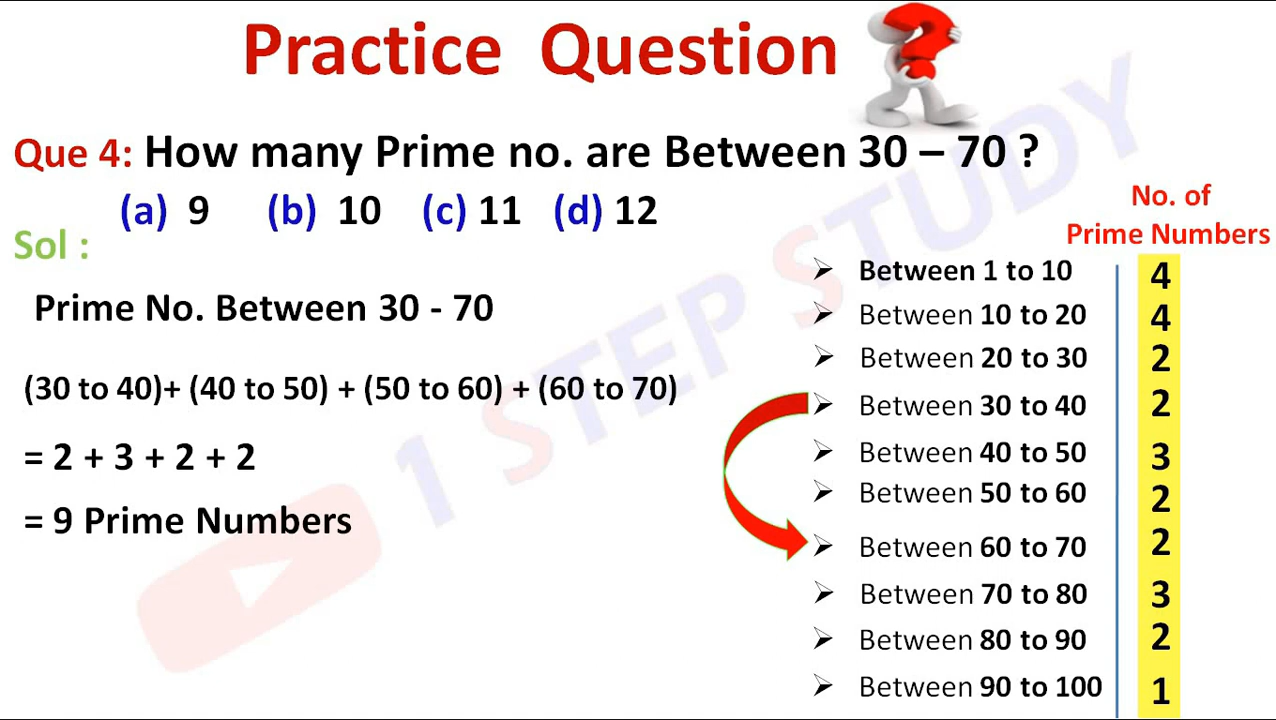 Practice Question
Que 4: How many Prime no. are Between 30 – 70 ?
(a) 9 (b) 10 (c) 11 (d) 12
Sol :
Prime No. Between 30 - 70
(30 to 40)+ (40 to 50) + (50 to 60) + (60 to 70)
= 2 + 3 + 2 + 2
= 9 Prime Numbers
No. of
Prime Numbers
Between 1 to 10 4
Between 10 to 20 4
Between 20 to 30 2
Between 30 to 40 2
Between 40 to 50 3
Between 50 to 60 2
Between 60 to 70 2
Between 70 to 80 3
Between 80 to 90 2
Between 90 to 100 1
1 STEP STUDY